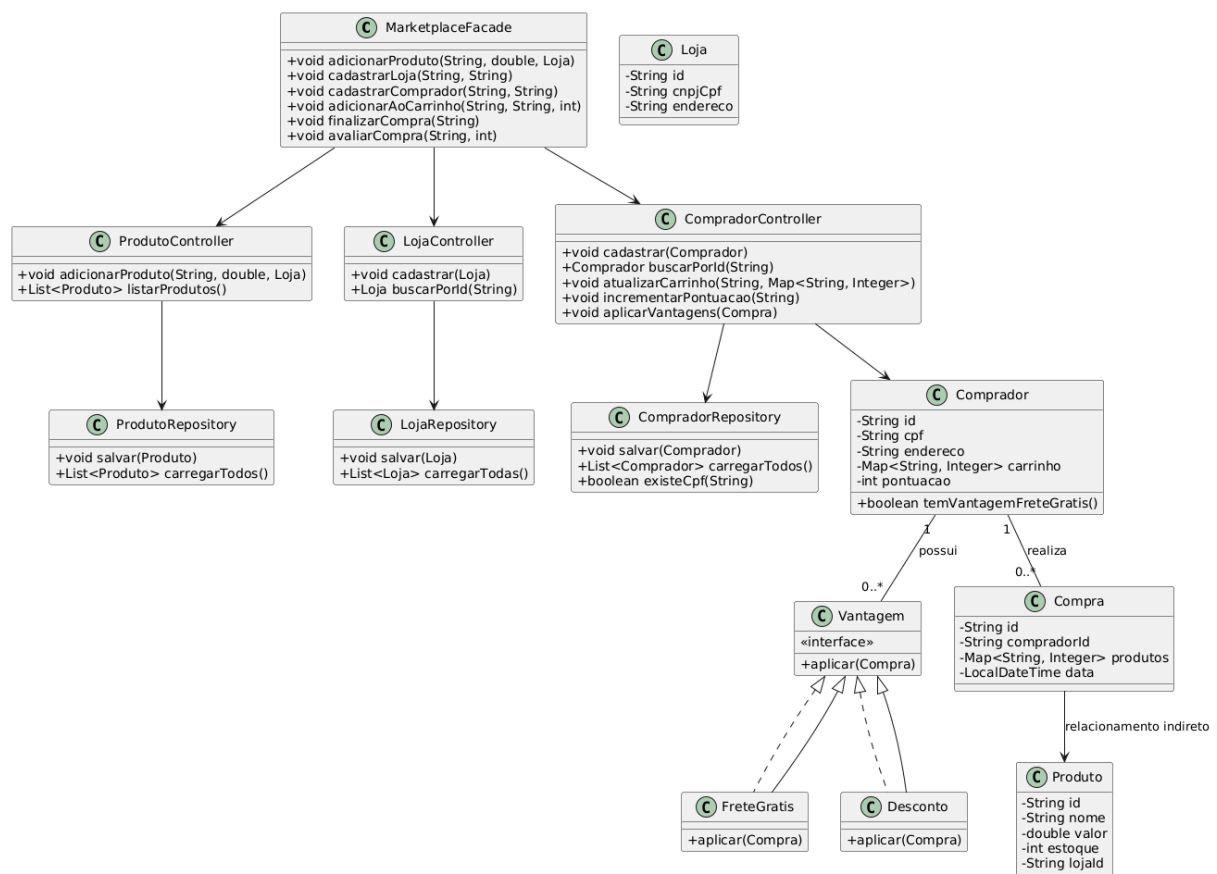 C MarketplaceFacade
+void adicionarProduto(String, double, Loja)
+void cadastrarLoja(String, String)
+void cadastrarComprador(String, String)
+void adicionarAoCarrinho(String, String, int)
+void finalizarCompra(String)
+void avaliarCompra(String, int)
C Loja
-String id
-String cnpjCpf
-String endereco
C ProdutoController
+void adicionarProduto(String, double, Loja)
+List<Produto> listarProdutos()
C LojaController
+void cadastrar(Loja)
+Loja buscarPorId(String)
C CompradorController
+void cadastrar(Comprador)
+Comprador buscarPorId(String)
+void atualizarCarrinho(String, Map<String, Integer>)
+void incrementarPontuacao(String)
+void aplicarVantagens(Compra)
C ProdutoRepository
+void salvar(Produto)
+List<Produto> carregarTodos()
C LojaRepository
+void salvar(Loja)
+List<Loja> carregarTodas()
C CompradorRepository
+void salvar(Comprador)
+List<Comprador> carregarTodos()
+boolean existeCpf(String)
C Comprador
-String id
-String cpf
-String endereco
-Map<String, Integer> carrinho
-int pontuacao
+boolean temVantagemFreteGratis()
1
possui
0..*
1
realiza
0..*
C Vantagem
«interface»
+aplicar(Compra)
C Compra
-String id
-String compradorId
-Map<String, Integer> produtos
-LocalDateTime data
relacionamento indireto
C FreteGratis
+aplicar(Compra)
C Desconto
+aplicar(Compra)
C Produto
-String id
-String nome
-double valor
-int estoque
-String lojaId